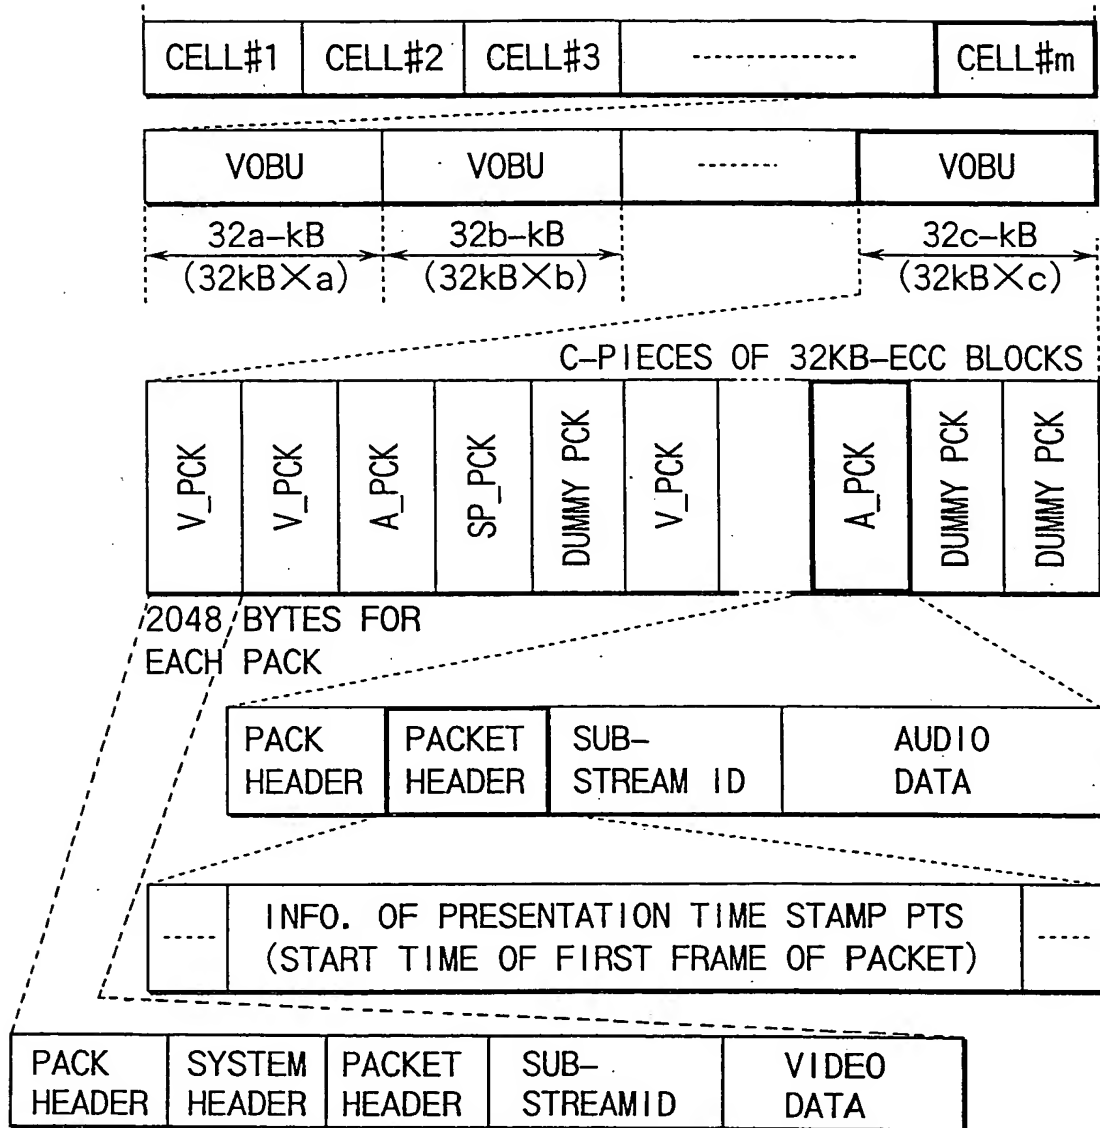 CELL#1 CELL#2 CELL#3 CELL#m
VOBU VOBU VOBU
32a-kB 32b-kB 32c-kB
(32kB×a) (32kB×b) (32kB×c)
C-PIECES OF 32KB-ECC BLOCKS
V_PCK V_PCK A_PCK SP_PCK DUMMY PCK V_PCK A_PCK DUMMY PCK DUMMY PCK
2048 BYTES FOR
EACH PACK
PACK PACKET SUB- AUDIO
HEADER HEADER STREAM ID DATA
INFO. OF PRESENTATION TIME STAMP PTS
(START TIME OF FIRST FRAME OF PACKET)
PACK SYSTEM PACKET SUB- VIDEO
HEADER HEADER HEADER STREAMID DATA